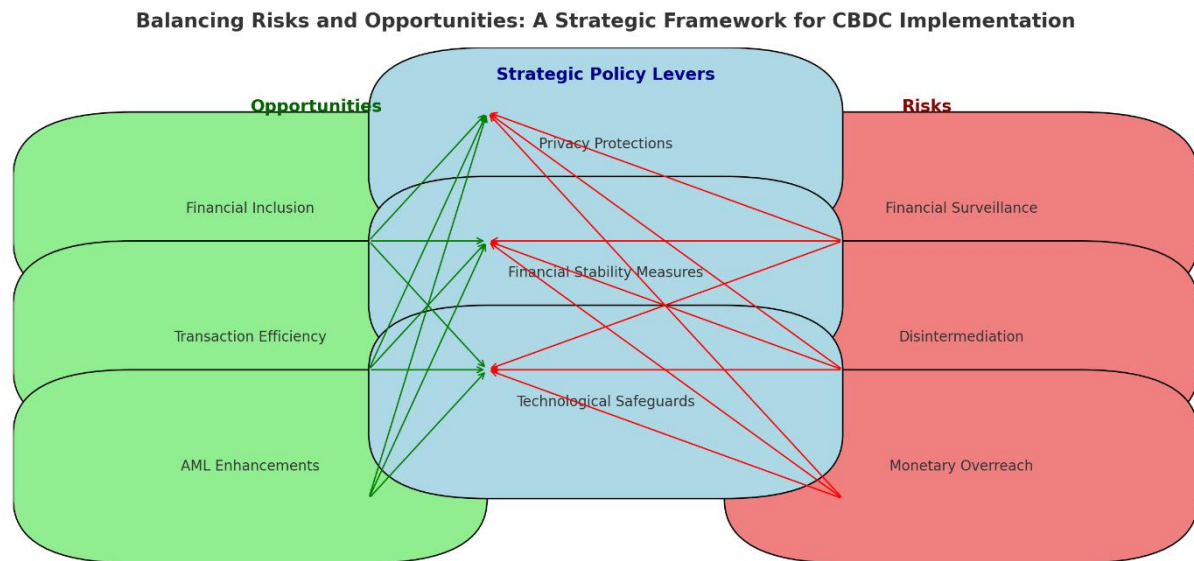 Balancing Risks and Opportunities: A Strategic Framework for CBDC Implementation
Strategic Policy Levers
Opportunities
Risks
Privacy Protections
Financial Inclusion
Financial Surveillance
Financial Stability Measures
Transaction Efficiency
Disintermediation
Technological Safeguards
AML Enhancements
Monetary Overreach